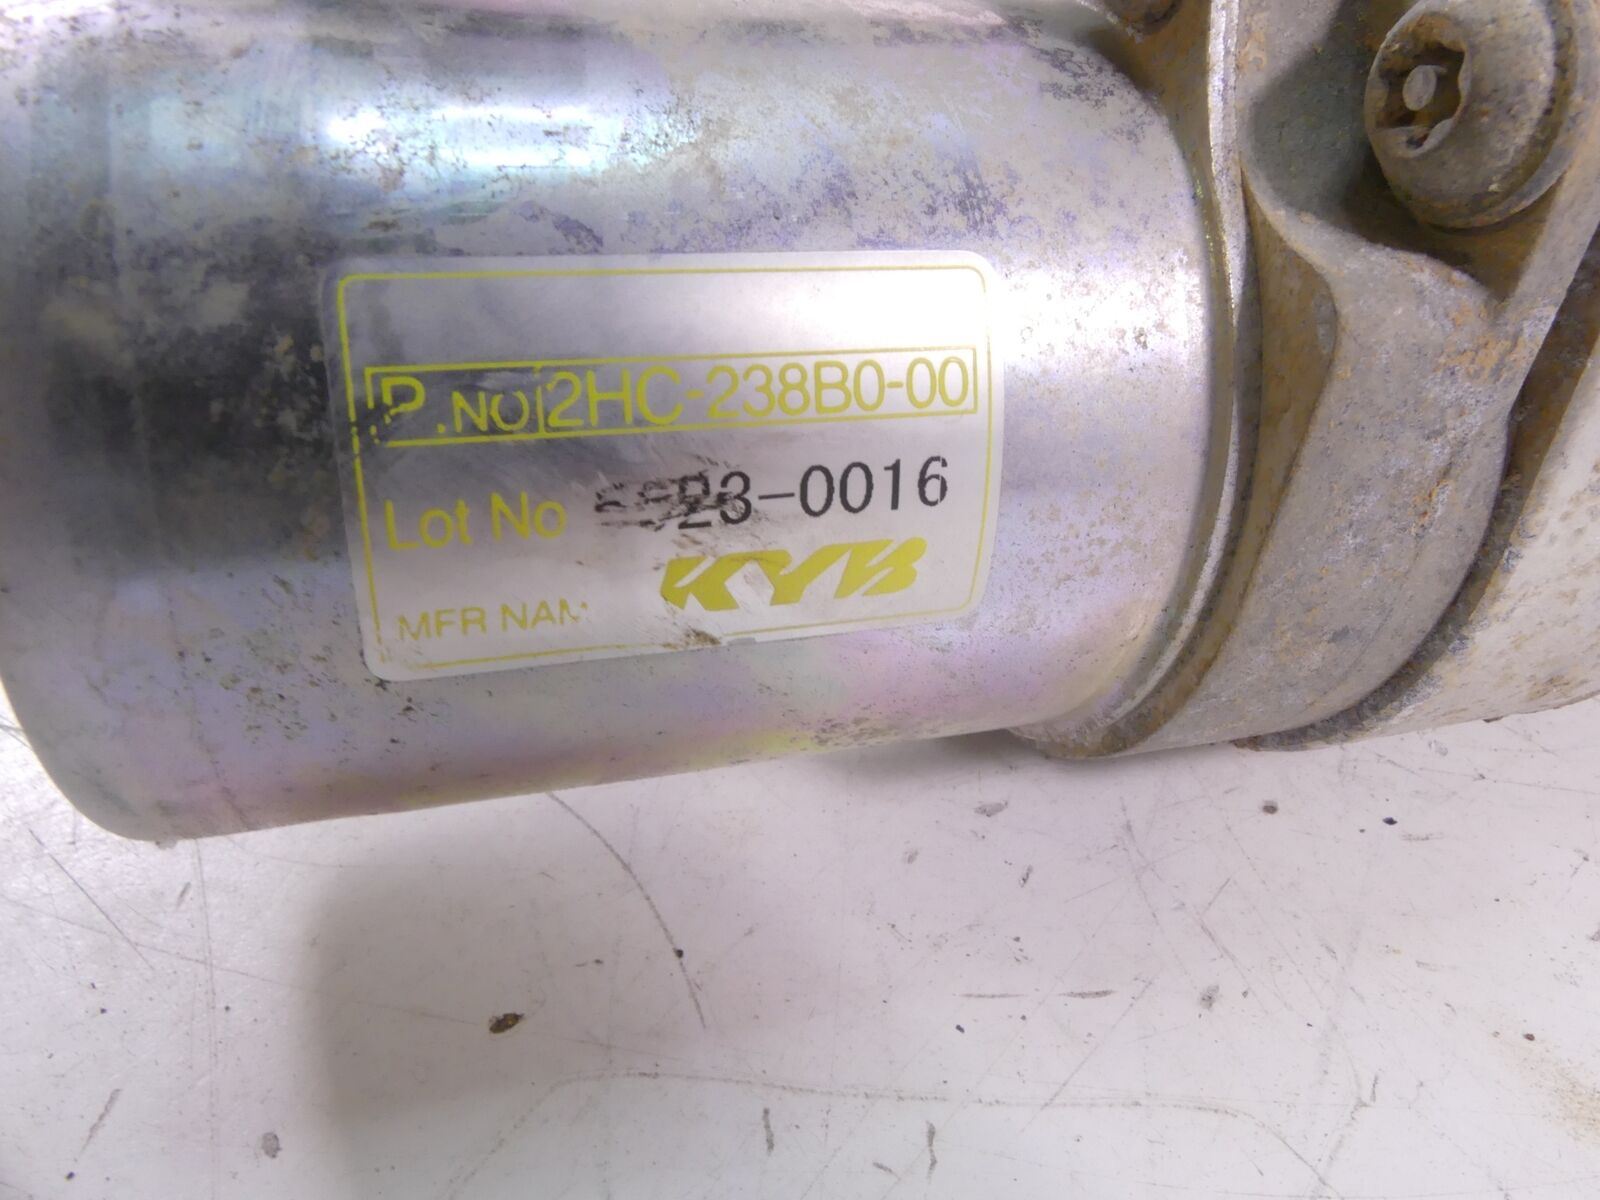 P.NO 2HC-238B0-00
Lot No 3-0016
MFR NAM KYB